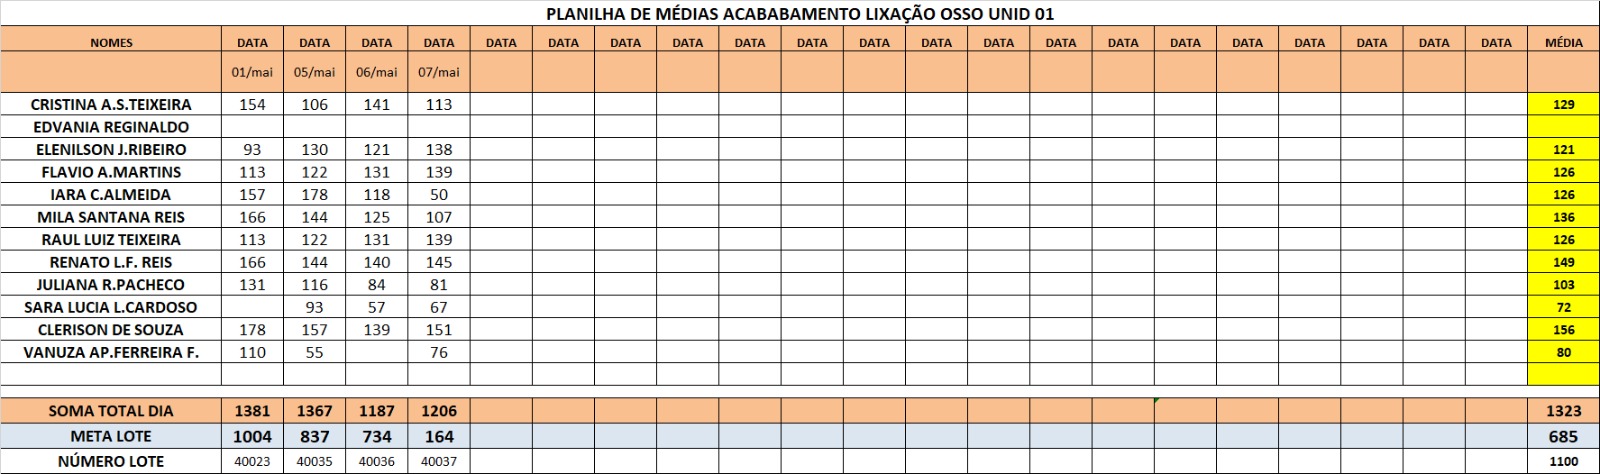 PLANILHA DE MÉDIAS ACABABAMENTO LIXAÇÃO OSSO UNID 01
NOMES DATA DATA DATA DATA DATA DATA DATA DATA DATA DATA DATA DATA DATA DATA DATA DATA DATA DATA DATA DATA DATA MÉDIA
01/mai 05/mai 06/mai 07/mai
CRISTINA A.S.TEIXEIRA 154 106 141 113 129
EDVANIA REGINALDO
ELENILSON J.RIBEIRO 93 130 121 138 121
FLAVIO A.MARTINS 113 122 131 139 126
IARA C.ALMEIDA 157 178 118 50 126
MILA SANTANA REIS 166 144 125 107 136
RAUL LUIZ TEIXEIRA 113 122 131 139 126
RENATO L.F. REIS 166 144 140 145 149
JULIANA R.PACHECO 131 116 84 81 103
SARA LUCIA L.CARDOSO 93 57 67 72
CLERISON DE SOUZA 178 157 139 151 156
VANUZA AP.FERREIRA F. 110 55 76 80
SOMA TOTAL DIA 1381 1367 1187 1206 1323
META LOTE 1004 837 734 164 685
NÚMERO LOTE 40023 40035 40036 40037 1100